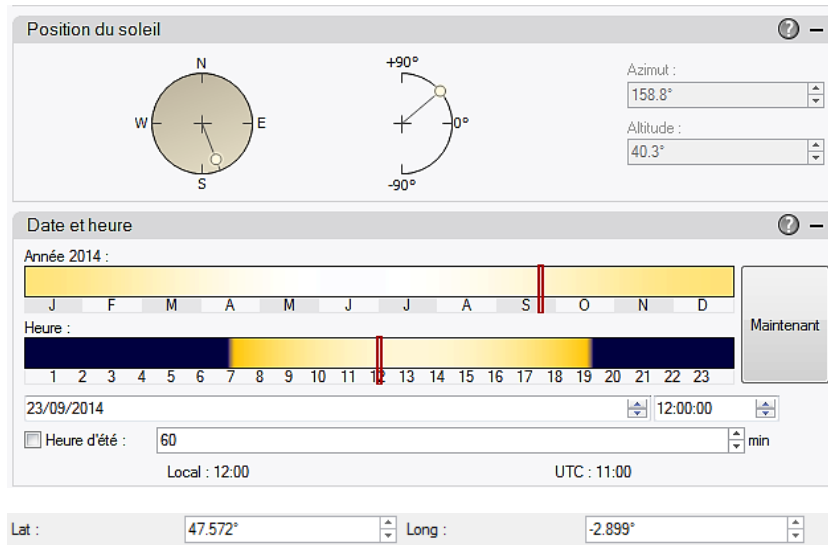 Position du soleil ?
N
W E
S
+90°
0°
-90°
Azimut :
158.8°
Altitude :
40.3°
Date et heure ?
Année 2014 :
J F M A M J J A S O N D
Heure :
1 2 3 4 5 6 7 8 9 10 11 12 13 14 15 16 17 18 19 20 21 22 23
Maintenant
23/09/2014 12:00:00
Heure d'été : 60 min
Local : 12:00 UTC : 11:00
Lat : 47.572° Long : -2.899°